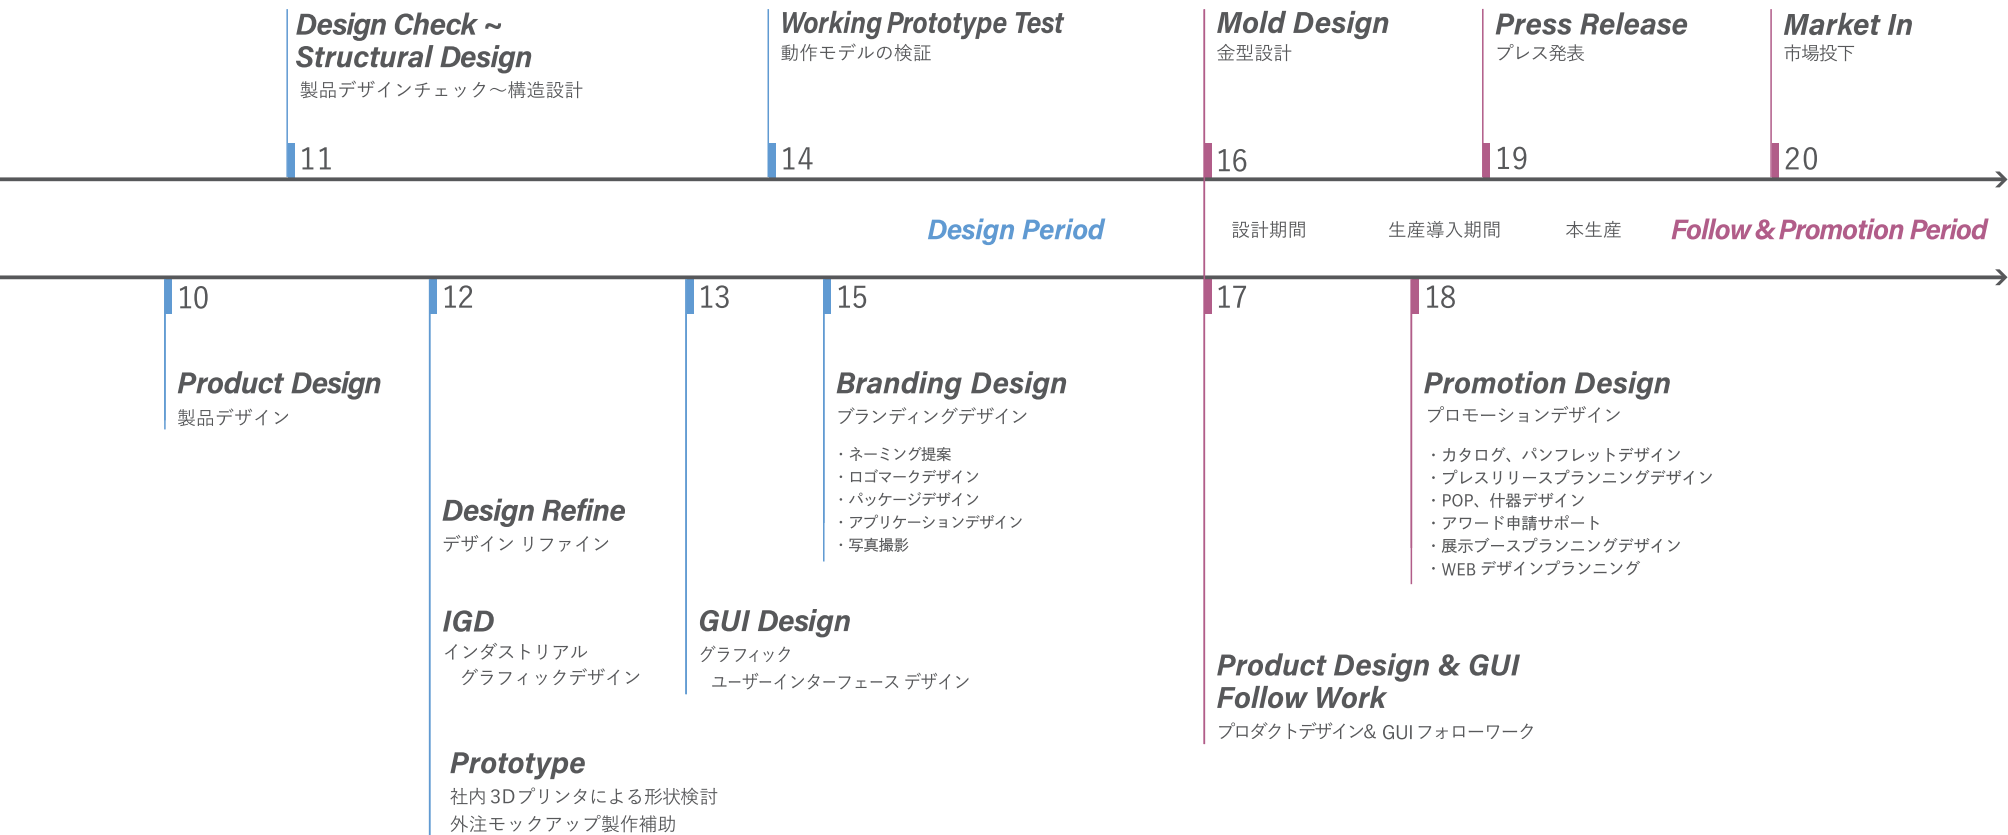 Design Check ~
Structural Design
製品デザインチェック〜構造設計
11
Working Prototype Test
動作モデルの検証
14
Mold Design
金型設計
16
Press Release
プレス発表
19
Market In
市場投下
20
Design Period
設計期間
生産導入期間
本生産
Follow & Promotion Period
10
Product Design
製品デザイン
12
Design Refine
デザイン リファイン
IGD
インダストリアル
グラフィックデザイン
Prototype
社内 3Dプリンタによる形状検討
外注モックアップ製作補助
13
GUI Design
グラフィック
ユーザーインターフェース デザイン
15
Branding Design
ブランディングデザイン
・ネーミング提案
・ロゴマークデザイン
・パッケージデザイン
・アプリケーションデザイン
・写真撮影
17
Product Design & GUI
Follow Work
プロダクトデザイン& GUI フォローワーク
18
Promotion Design
プロモーションデザイン
・カタログ、パンフレットデザイン
・プレスリリースプランニングデザイン
・POP、什器デザイン
・アワード申請サポート
・展示ブースプランニングデザイン
・WEB デザインプランニング